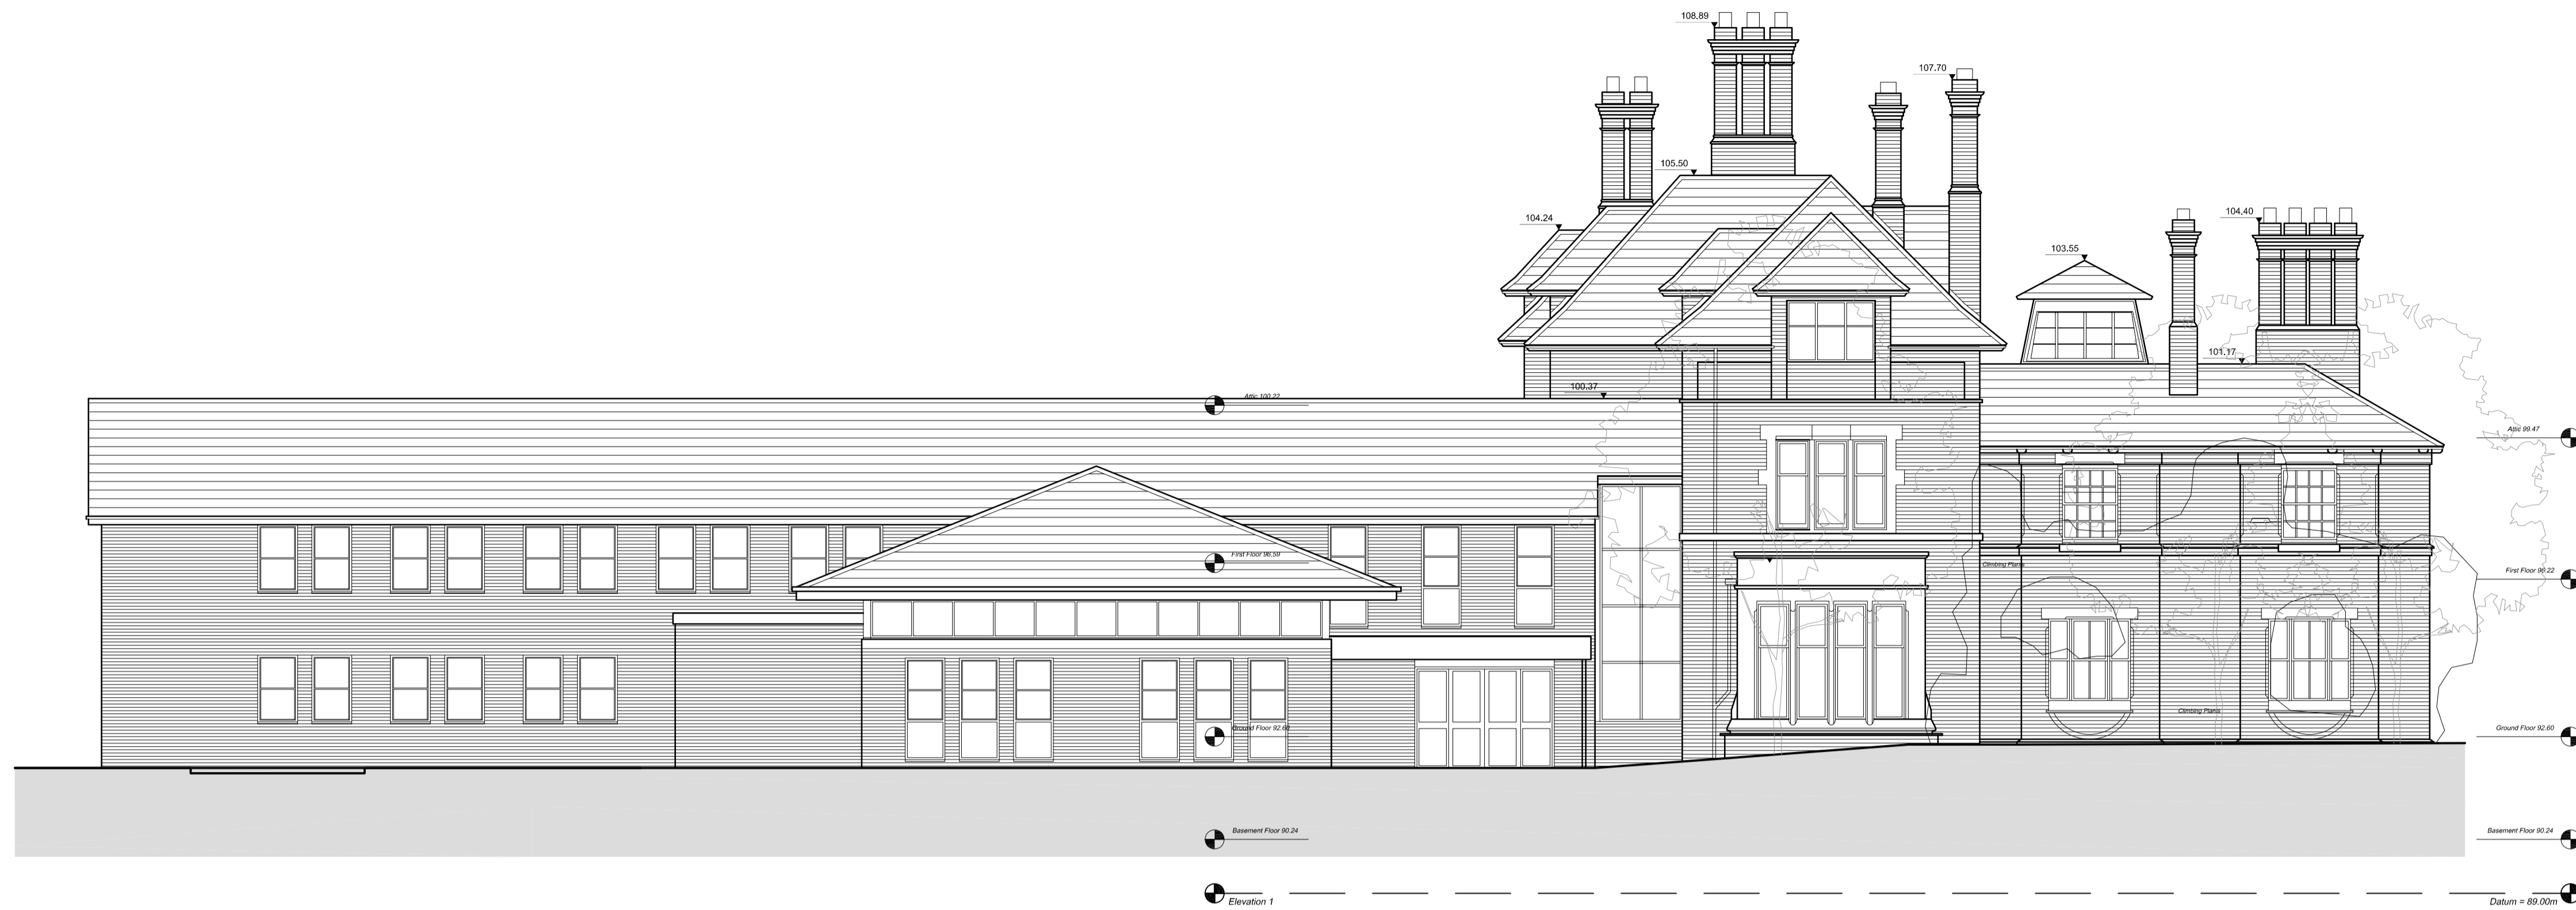 108.89
107.70
105.50
104.24
104.40
103.55
101.17
100.37
Attic 100.22
Attic 99.47
First Floor 96.59
Climbing Plants
First Floor 96.22
Climbing Plants
Ground Floor 92.60
Ground Floor 92.60
Basement Floor 90.24
Basement Floor 90.24
Elevation 1
Datum = 89.00m